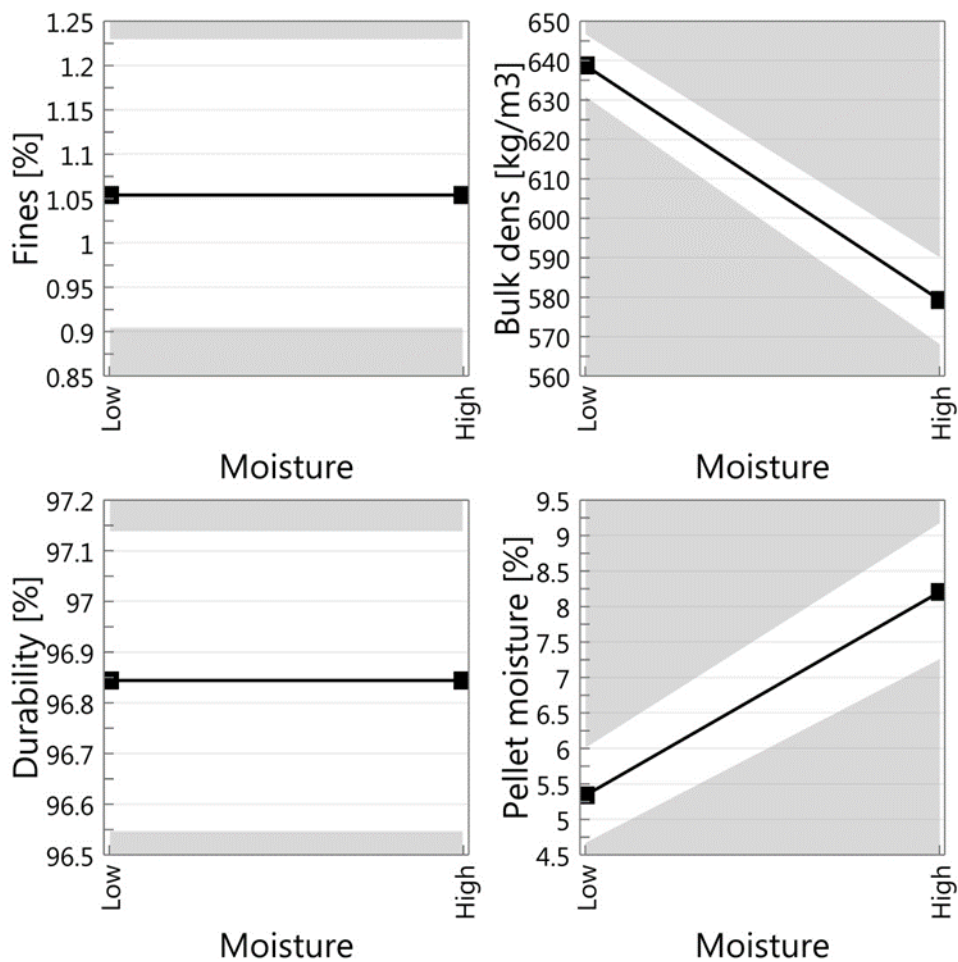 Fines [%]
1.25
1.2
1.15
1.1
1.05
1
0.95
0.9
0.85
Low
High
Moisture
Bulk dens [kg/m3]
650
640
630
620
610
600
590
580
570
560
Low
High
Moisture
Durability [%]
97.2
97.1
97
96.9
96.8
96.7
96.6
96.5
Low
High
Moisture
Pellet moisture [%]
9.5
9
8.5
8
7.5
7
6.5
6
5.5
5
4.5
Low
High
Moisture